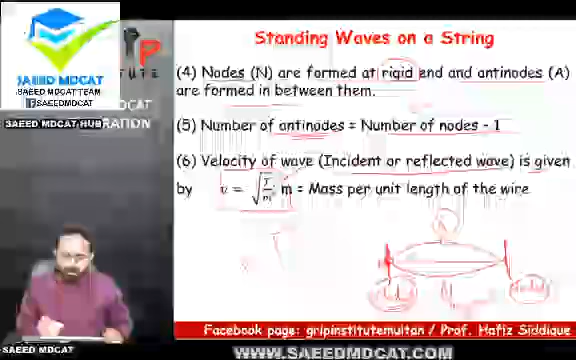 Standing Waves on a String
SAEED MDCAT
/SAEEDMDCAT
SAEED MDCAT HUB
(4) Nodes (N) are formed at rigid end and antinodes (A)
are formed in between them.
(5) Number of antinodes = Number of nodes - 1
(6) Velocity of wave (Incident or reflected wave) is given
by v = √T/m m = Mass per unit length of the wire
SAEED MDCAT
Facebook page: gripinstitutemultan / Prof. Hafiz Siddique
WWW.SAEEDMDCAT.COM